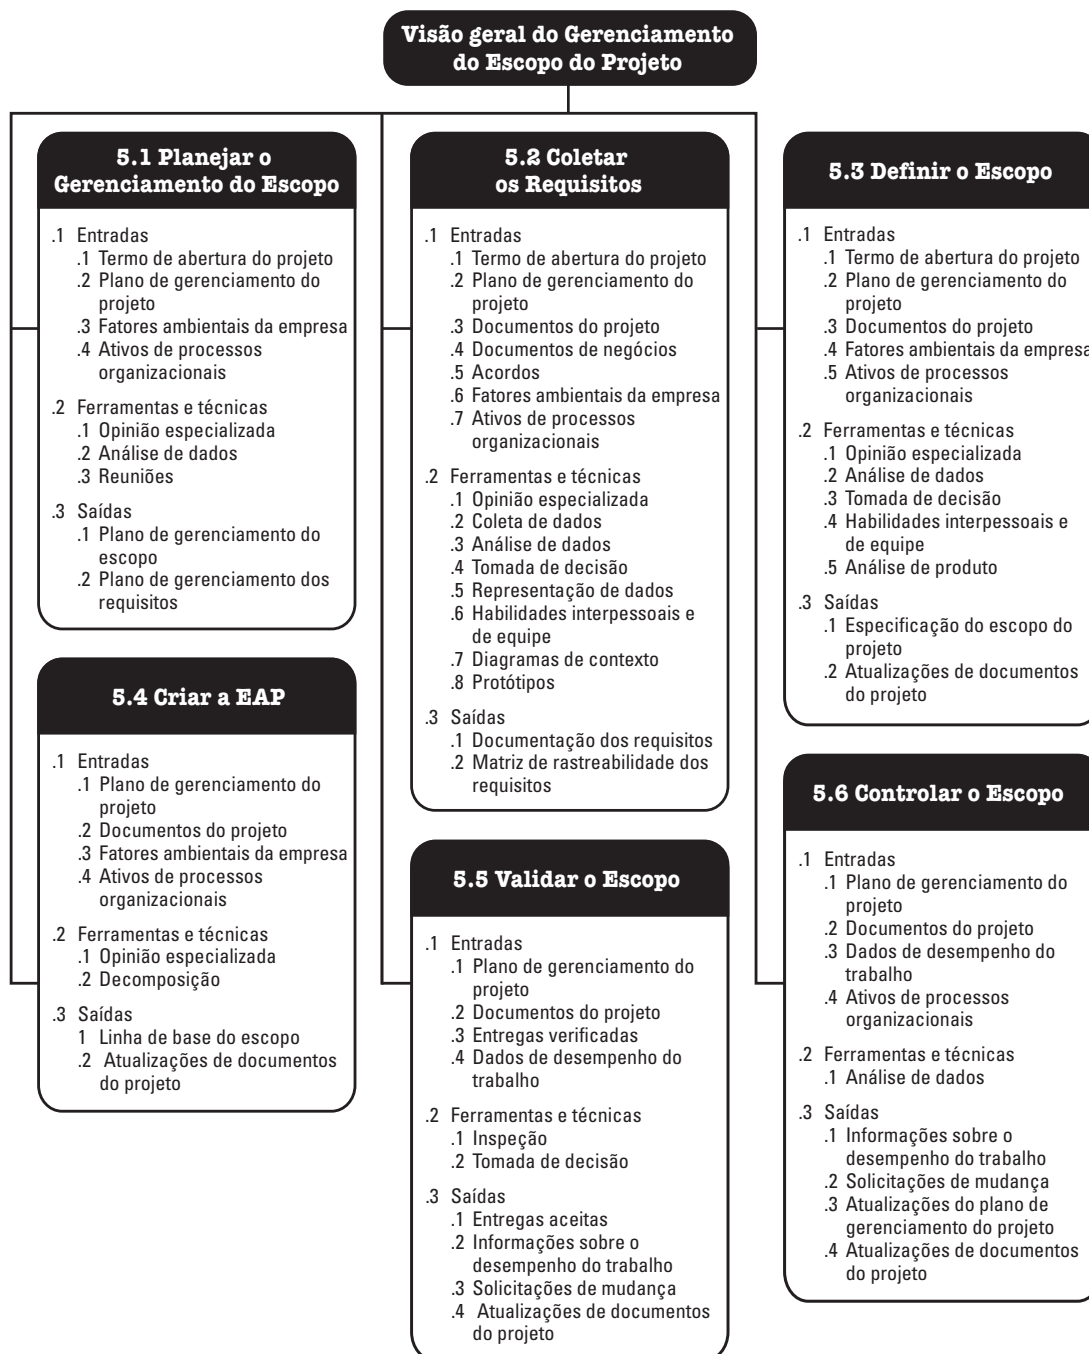 Visão geral do Gerenciamento
do Escopo do Projeto
5.1 Planejar o
Gerenciamento do Escopo
.1 Entradas
.1 Termo de abertura do projeto
.2 Plano de gerenciamento do
projeto
.3 Fatores ambientais da empresa
.4 Ativos de processos
organizacionais
.2 Ferramentas e técnicas
.1 Opinião especializada
.2 Análise de dados
.3 Reuniões
.3 Saídas
.1 Plano de gerenciamento do
escopo
.2 Plano de gerenciamento dos
requisitos
5.2 Coletar
os Requisitos
.1 Entradas
.1 Termo de abertura do projeto
.2 Plano de gerenciamento do
projeto
.3 Documentos do projeto
.4 Documentos de negócios
.5 Acordos
.6 Fatores ambientais da empresa
.7 Ativos de processos
organizacionais
.2 Ferramentas e técnicas
.1 Opinião especializada
.2 Coleta de dados
.3 Análise de dados
.4 Tomada de decisão
.5 Representação de dados
.6 Habilidades interpessoais e
de equipe
.7 Diagramas de contexto
.8 Protótipos
.3 Saídas
.1 Documentação dos requisitos
.2 Matriz de rastreabilidade dos
requisitos
5.3 Definir o Escopo
.1 Entradas
.1 Termo de abertura do projeto
.2 Plano de gerenciamento do
projeto
.3 Documentos do projeto
.4 Fatores ambientais da empresa
.5 Ativos de processos
organizacionais
.2 Ferramentas e técnicas
.1 Opinião especializada
.2 Análise de dados
.3 Tomada de decisão
.4 Habilidades interpessoais e
de equipe
.5 Análise de produto
.3 Saídas
.1 Especificação do escopo do
projeto
.2 Atualizações de documentos
do projeto
5.4 Criar a EAP
.1 Entradas
.1 Plano de gerenciamento do
projeto
.2 Documentos do projeto
.3 Fatores ambientais da empresa
.4 Ativos de processos
organizacionais
.2 Ferramentas e técnicas
.1 Opinião especializada
.2 Decomposição
.3 Saídas
1 Linha de base do escopo
.2 Atualizações de documentos
do projeto
5.5 Validar o Escopo
.1 Entradas
.1 Plano de gerenciamento do
projeto
.2 Documentos do projeto
.3 Entregas verificadas
.4 Dados de desempenho do
trabalho
.2 Ferramentas e técnicas
.1 Inspeção
.2 Tomada de decisão
.3 Saídas
.1 Entregas aceitas
.2 Informações sobre o
desempenho do trabalho
.3 Solicitações de mudança
.4 Atualizações de documentos
do projeto
5.6 Controlar o Escopo
.1 Entradas
.1 Plano de gerenciamento do
projeto
.2 Documentos do projeto
.3 Dados de desempenho do
trabalho
.4 Ativos de processos
organizacionais
.2 Ferramentas e técnicas
.1 Análise de dados
.3 Saídas
.1 Informações sobre o
desempenho do trabalho
.2 Solicitações de mudança
.3 Atualizações do plano de
gerenciamento do projeto
.4 Atualizações de documentos
do projeto